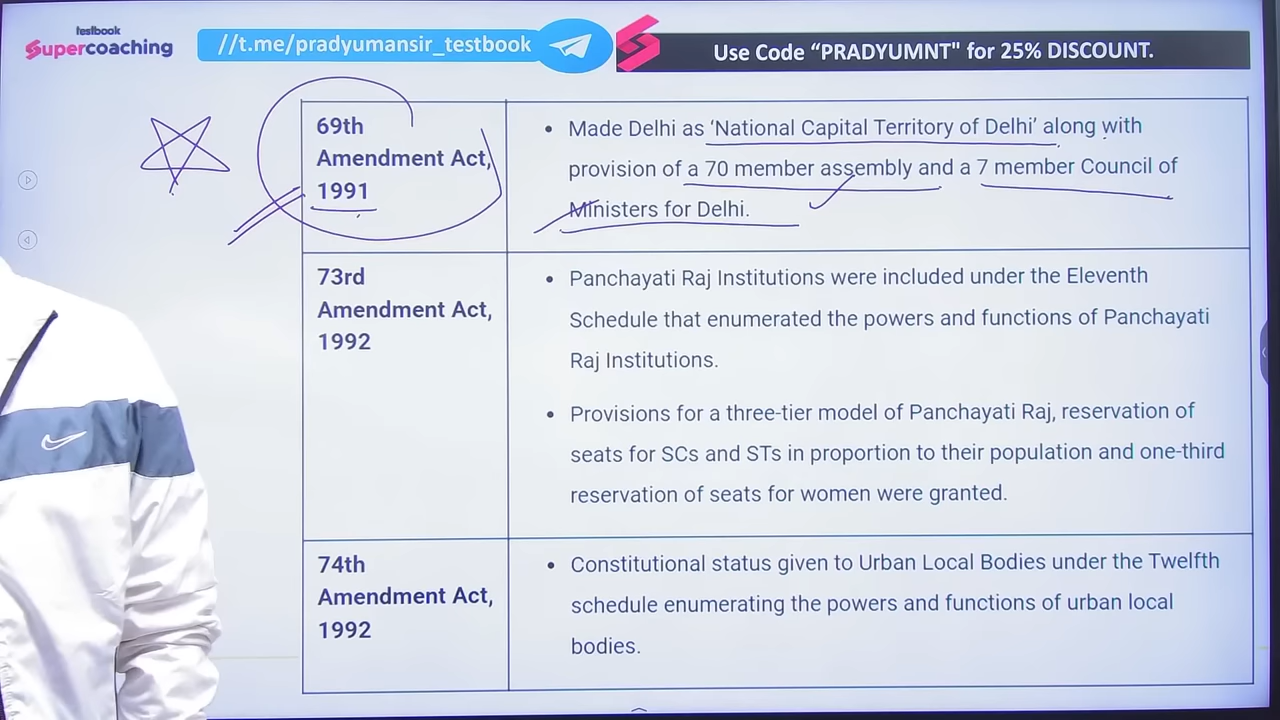 testbook
Supercoaching
//t.me/pradyumansir_testbook
Use Code “PRADYUMNT" for 25% DISCOUNT.
69th
Amendment Act,
1991
• Made Delhi as ‘National Capital Territory of Delhi’ along with
provision of a 70 member assembly and a 7 member Council of
Ministers for Delhi.
73rd
Amendment Act,
1992
• Panchayati Raj Institutions were included under the Eleventh
Schedule that enumerated the powers and functions of Panchayati
Raj Institutions.
• Provisions for a three-tier model of Panchayati Raj, reservation of
seats for SCs and STs in proportion to their population and one-third
reservation of seats for women were granted.
74th
Amendment Act,
1992
• Constitutional status given to Urban Local Bodies under the Twelfth
schedule enumerating the powers and functions of urban local
bodies.